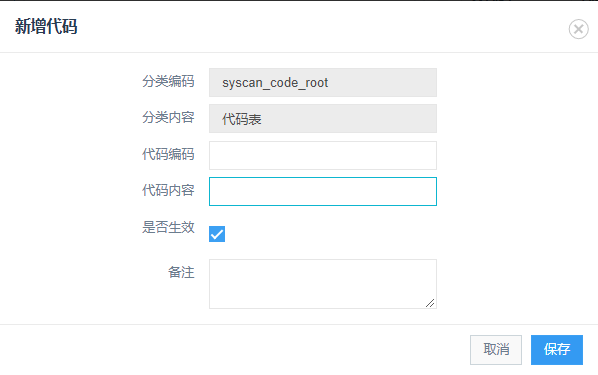 新增代码
分类编码 syscan_code_root
分类内容 代码表
代码编码
代码内容
是否生效
备注
取消 保存